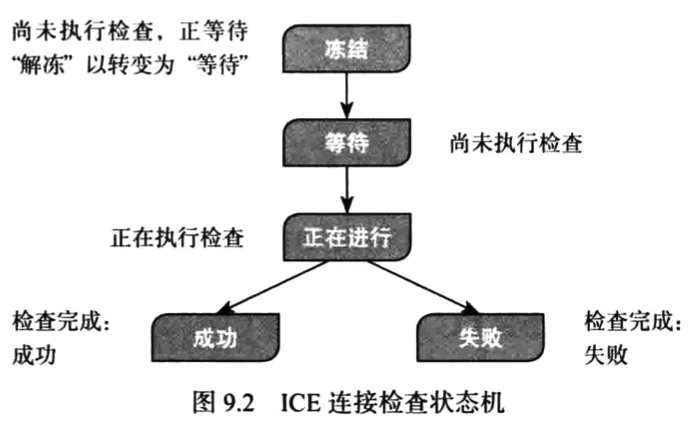 尚未执行检查，正等待
“解冻”以转变为“等待”
冻结
等待
尚未执行检查
正在执行检查
正在进行
检查完成：
成功
成功
失败
检查完成：
失败
图 9.2 ICE 连接检查状态机